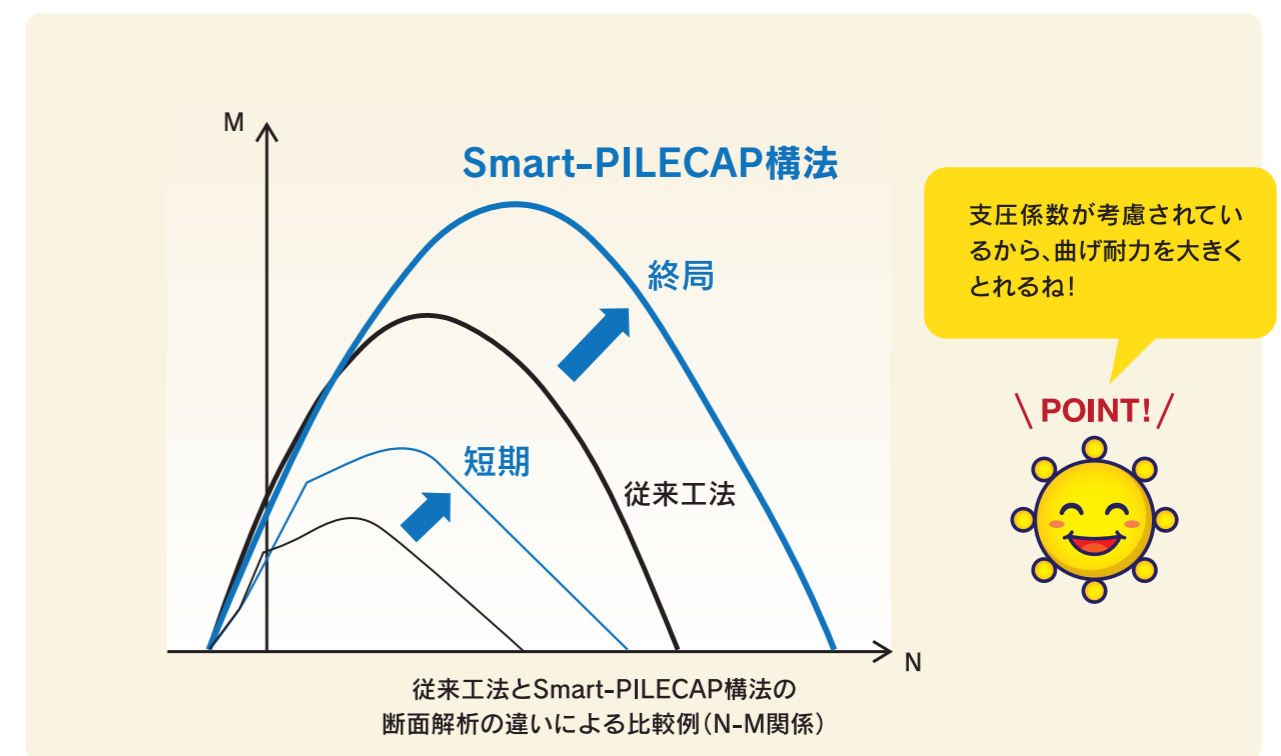 M
Smart-PILECAP構法
支圧係数が考慮されてい
るから、曲げ耐力を大きく
とれるね!
終局
\ POINT! /
短期
従来工法
N
従来工法とSmart-PILECAP構法の
断面解析の違いによる比較例(N-M関係)